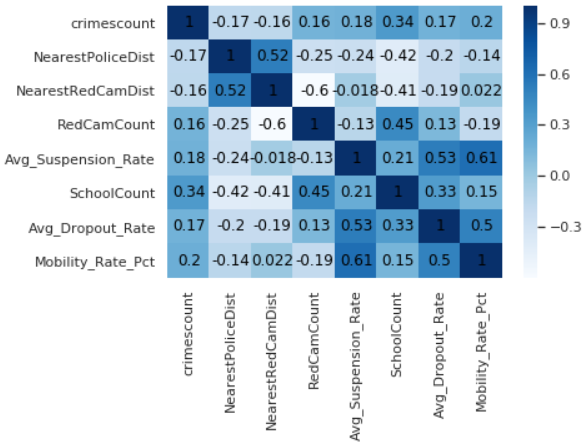 crimescount 1 -0.17 -0.16 0.16 0.18 0.34 0.17 0.2
NearestPoliceDist -0.17 1 0.52 -0.25 -0.24 -0.42 -0.2 -0.14
NearestRedCamDist -0.16 0.52 1 -0.6 -0.018 -0.41 -0.19 0.022
RedCamCount 0.16 -0.25 -0.6 1 -0.13 0.45 0.13 -0.19
Avg_Suspension_Rate 0.18 -0.24 -0.018 -0.13 1 0.21 0.53 0.61
SchoolCount 0.34 -0.42 -0.41 0.45 0.21 1 0.33 0.15
Avg_Dropout_Rate 0.17 -0.2 -0.19 0.13 0.53 0.33 1 0.5
Mobility_Rate_Pct 0.2 -0.14 0.022 -0.19 0.61 0.15 0.5 1
crimescount
NearestPoliceDist
NearestRedCamDist
RedCamCount
Avg_Suspension_Rate
SchoolCount
Avg_Dropout_Rate
Mobility_Rate_Pct
0.9
0.6
0.3
0.0
−0.3